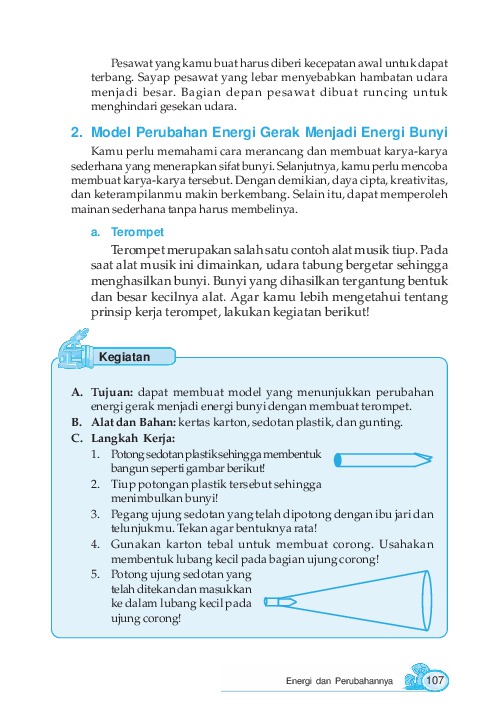 Pesawat yang kamu buat harus diberi kecepatan awal untuk dapat
terbang. Sayap pesawat yang lebar menyebabkan hambatan udara
menjadi besar. Bagian depan pesawat dibuat runcing untuk
menghindari gesekan udara.
2. Model Perubahan Energi Gerak Menjadi Energi Bunyi
Kamu perlu memahami cara merancang dan membuat karya-karya
sederhana yang menerapkan sifat bunyi. Selanjutnya, kamu perlu mencoba
membuat karya-karya tersebut. Dengan demikian, daya cipta, kreativitas,
dan keterampilanmu makin berkembang. Selain itu, dapat memperoleh
mainan sederhana tanpa harus membelinya.
a. Terompet
Terompet merupakan salah satu contoh alat musik tiup. Pada
saat alat musik ini dimainkan, udara tabung bergetar sehingga
menghasilkan bunyi. Bunyi yang dihasilkan tergantung bentuk
dan besar kecilnya alat. Agar kamu lebih mengetahui tentang
prinsip kerja terompet, lakukan kegiatan berikut!
Kegiatan
A. Tujuan: dapat membuat model yang menunjukkan perubahan
energi gerak menjadi energi bunyi dengan membuat terompet.
B. Alat dan Bahan: kertas karton, sedotan plastik, dan gunting.
C. Langkah Kerja:
1. Potong sedotan plastik sehingga membentuk
bangun seperti gambar berikut!
2. Tiup potongan plastik tersebut sehingga
menimbulkan bunyi!
3. Pegang ujung sedotan yang telah dipotong dengan ibu jari dan
telunjukmu. Tekan agar bentuknya rata!
4. Gunakan karton tebal untuk membuat corong. Usahakan
membentuk lubang kecil pada bagian ujung corong!
5. Potong ujung sedotan yang
telah ditekan dan masukkan
ke dalam lubang kecil pada
ujung corong!
Energi dan Perubahannya 107